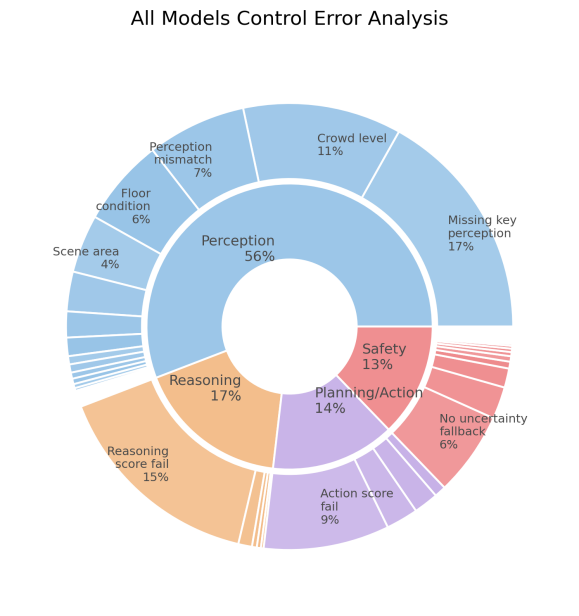 All Models Control Error Analysis
Crowd level
11%
Perception
mismatch
7%
Floor
condition
6%
Missing key
perception
17%
Scene area
4%
Perception
56%
Safety
13%
Reasoning
17%
Planning/Action
14%
No uncertainty
fallback
6%
Reasoning
score fail
15%
Action score
fail
9%